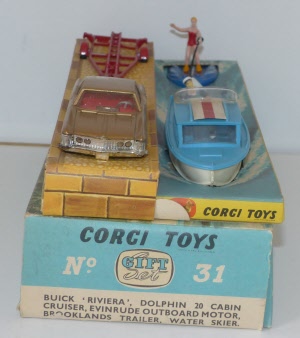 CORGI TOYS
CORGI TOYS
Nº GIFT Set 31
BUICK 'RIVIERA', DOLPHIN 20 CABIN
CRUISER, EVINRUDE OUTBOARD MOTOR,
BROOKLANDS TRAILER, WATER SKIER.